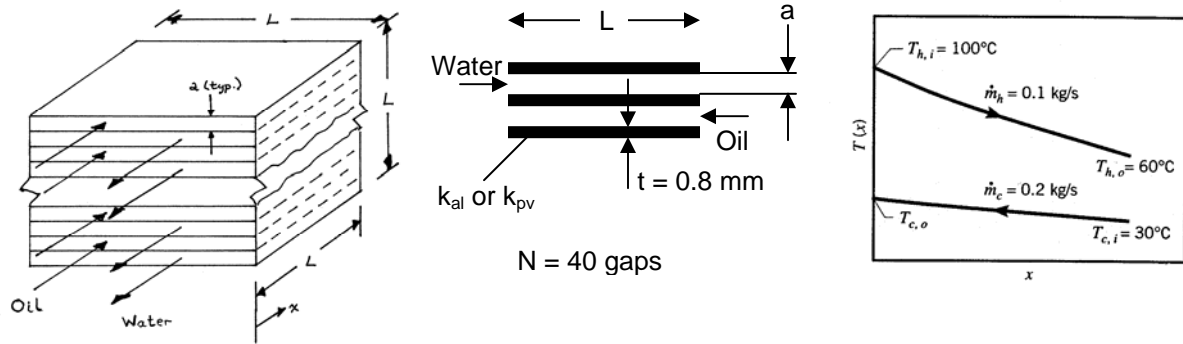 L
a (typ.)
L
L
x
Oil
Water
L
a
Water
Oil
t = 0.8 mm
k_al or k_pv
N = 40 gaps
T_h,i = 100°C
ṁ_h = 0.1 kg/s
T_h,o = 60°C
ṁ_c = 0.2 kg/s
T_c,o
T_c,i = 30°C
T(x)
x